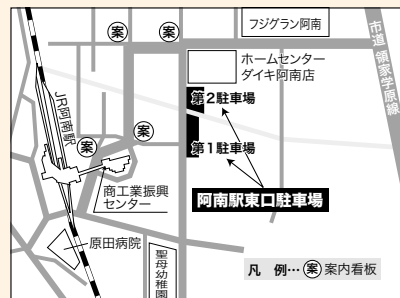 フジグラン阿南
案
案
市道 領家学原線
ホームセンター
ダイキ阿南店
第2駐車場
JR阿南駅
案
案
第1駐車場
商工業振興
センター
阿南駅東口駐車場
原田病院
聖母幼稚園
凡 例…案 案内看板